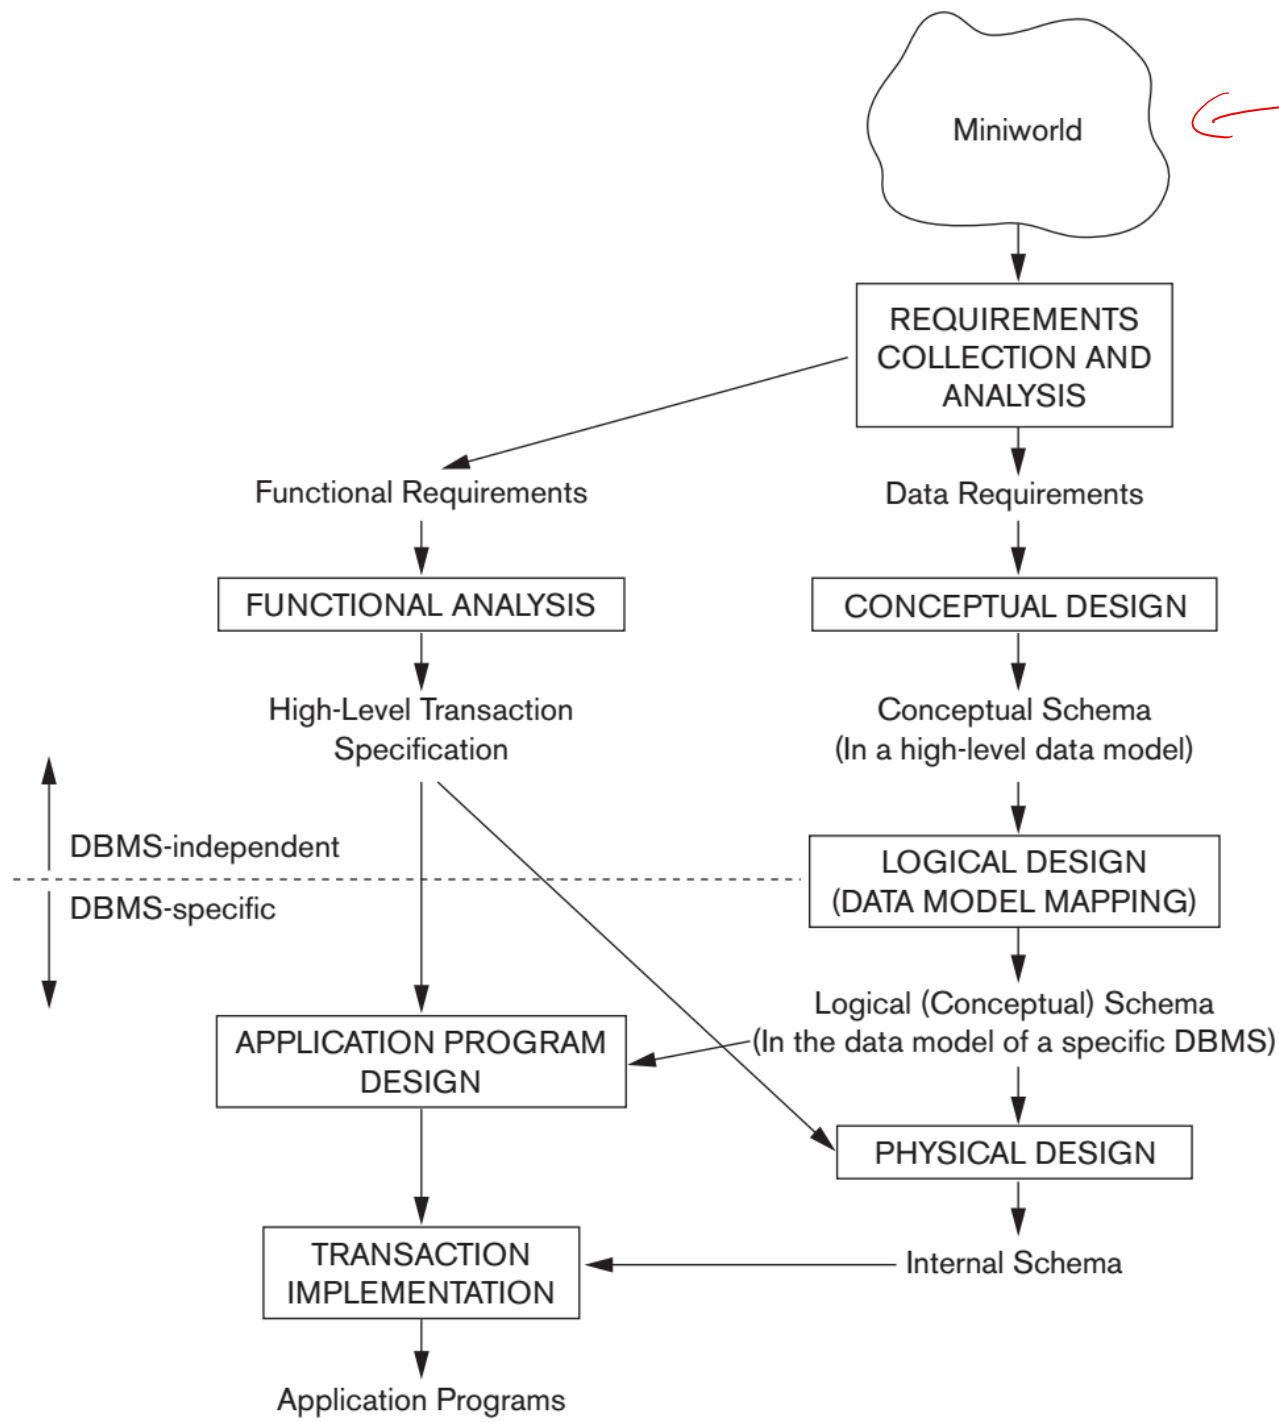 Miniworld
REQUIREMENTS
COLLECTION AND
ANALYSIS
Functional Requirements
Data Requirements
FUNCTIONAL ANALYSIS
CONCEPTUAL DESIGN
High-Level Transaction
Specification
Conceptual Schema
(In a high-level data model)
DBMS-independent
DBMS-specific
LOGICAL DESIGN
(DATA MODEL MAPPING)
Logical (Conceptual) Schema
(In the data model of a specific DBMS)
APPLICATION PROGRAM
DESIGN
PHYSICAL DESIGN
TRANSACTION
IMPLEMENTATION
Internal Schema
Application Programs